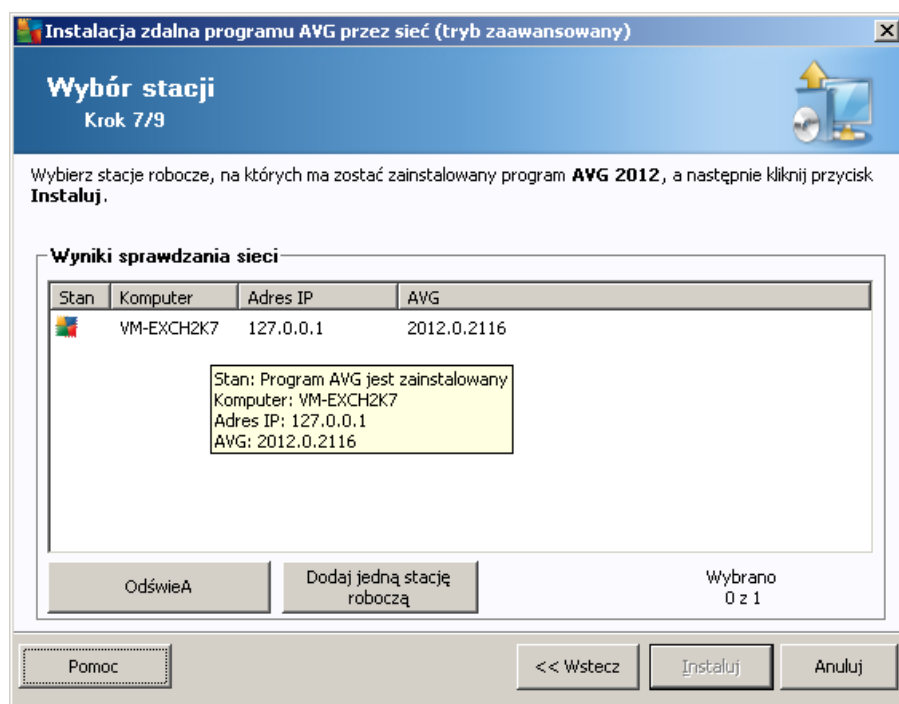 Instalacja zdalna programu AVG przez sieć (tryb zaawansowany)
Wybór stacji
Krok 7/9
Wybierz stacje robocze, na których ma zostać zainstalowany program AVG 2012, a następnie kliknij przycisk
Instaluj.
Wyniki sprawdzania sieci
Stan Komputer Adres IP AVG
VM-EXCH2K7 127.0.0.1 2012.0.2116
Stan: Program AVG jest zainstalowany
Komputer: VM-EXCH2K7
Adres IP: 127.0.0.1
AVG: 2012.0.2116
OdświeA
Dodaj jedną stację
roboczą
Wybrano
0 z 1
Pomoc << Wstecz Instaluj Anuluj